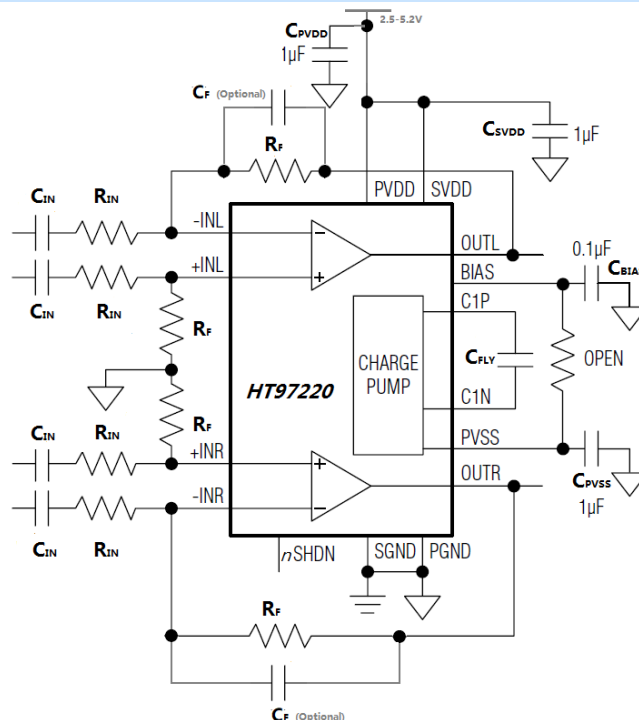 2.5-5.2V
CPVDD
1µF
CF (Optional)
RF
CSVDD
1µF
PVDD SVDD
CIN RIN
-INL
OUTL
0.1µF
BIAS
CBIA
+INL
C1P
CIN RIN
RF
CHARGE
PUMP
CFLY
OPEN
HT97220
C1N
RF
CIN RIN
+INR
PVSS
OUTR
CPVSS
1µF
-INR
CIN RIN
nSHDN
SGND PGND
RF
CF (Optional)